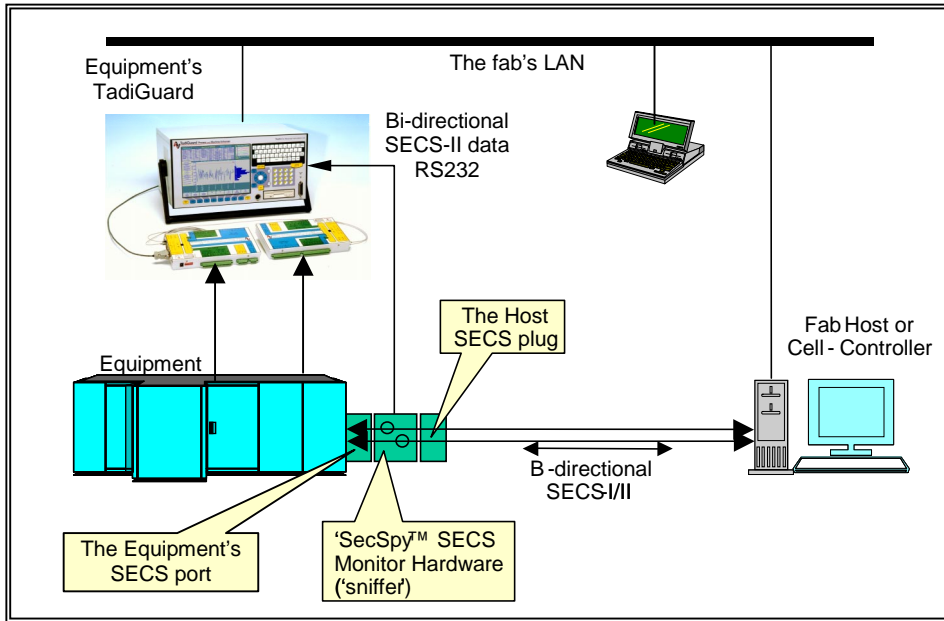 Equipment's
TadiGuard
The fab's LAN
Bi-directional
SECS-II data
RS232
The Host
SECS plug
Fab Host or
Cell - Controller
Equipment
B -directional
SECS-I/II
The Equipment's
SECS port
'SecSpy™ SECS
Monitor Hardware
('sniffer')